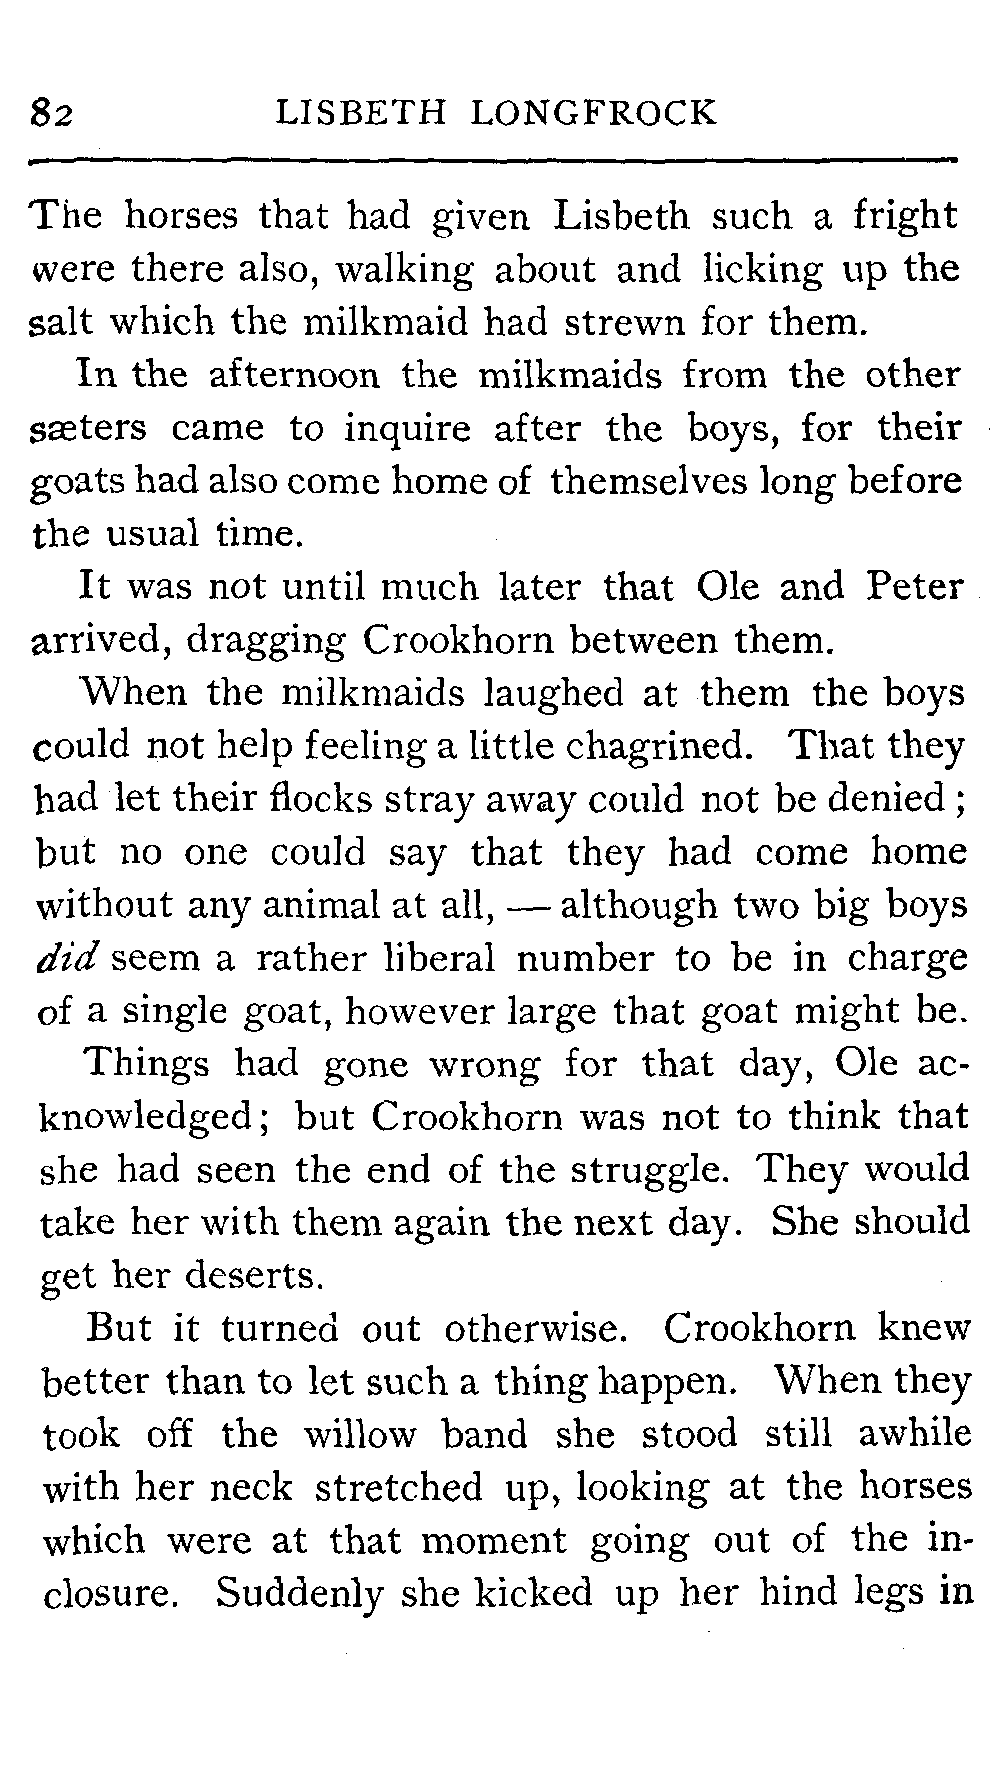 82 LISBETH LONGFROCK
The horses that had given Lisbeth such a fright
were there also, walking about and licking up the
salt which the milkmaid had strewn for them.
In the afternoon the milkmaids from the other
sæters came to inquire after the boys, for their
goats had also come home of themselves long before
the usual time.
It was not until much later that Ole and Peter
arrived, dragging Crookhorn between them.
When the milkmaids laughed at them the boys
could not help feeling a little chagrined. That they
had let their flocks stray away could not be denied ;
but no one could say that they had come home
without any animal at all, — although two big boys
did seem a rather liberal number to be in charge
of a single goat, however large that goat might be.
Things had gone wrong for that day, Ole ac-
knowledged; but Crookhorn was not to think that
she had seen the end of the struggle. They would
take her with them again the next day. She should
get her deserts.
But it turned out otherwise. Crookhorn knew
better than to let such a thing happen. When they
took off the willow band she stood still awhile
with her neck stretched up, looking at the horses
which were at that moment going out of the in-
closure. Suddenly she kicked up her hind legs in